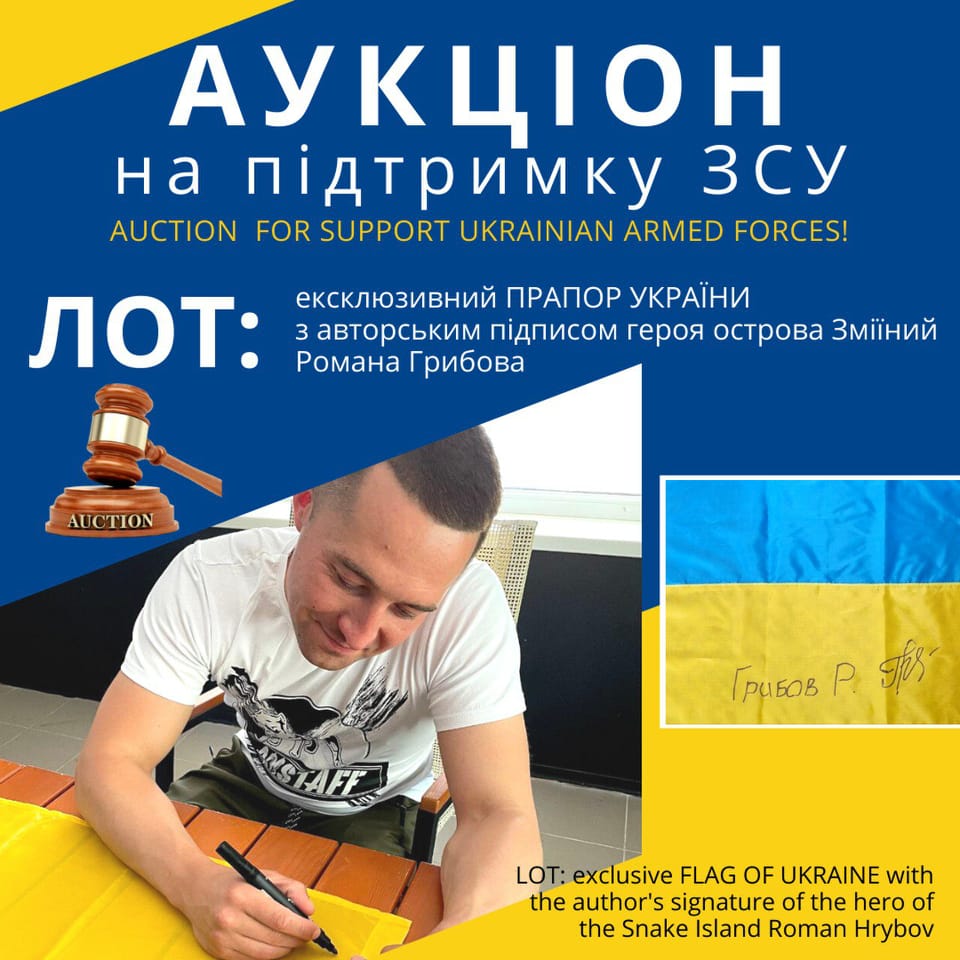 АУКЦІОН
на підтримку ЗСУ
AUCTION FOR SUPPORT UKRAINIAN ARMED FORCES!
ЛОТ:
ексклюзивний ПРАПОР УКРАЇНИ
з авторським підписом героя острова Зміїний
Романа Грибова
AUCTION
AMSTAFF
Грибов Р.
LOT: exclusive FLAG OF UKRAINE with
the author's signature of the hero of
the Snake Island Roman Hrybov